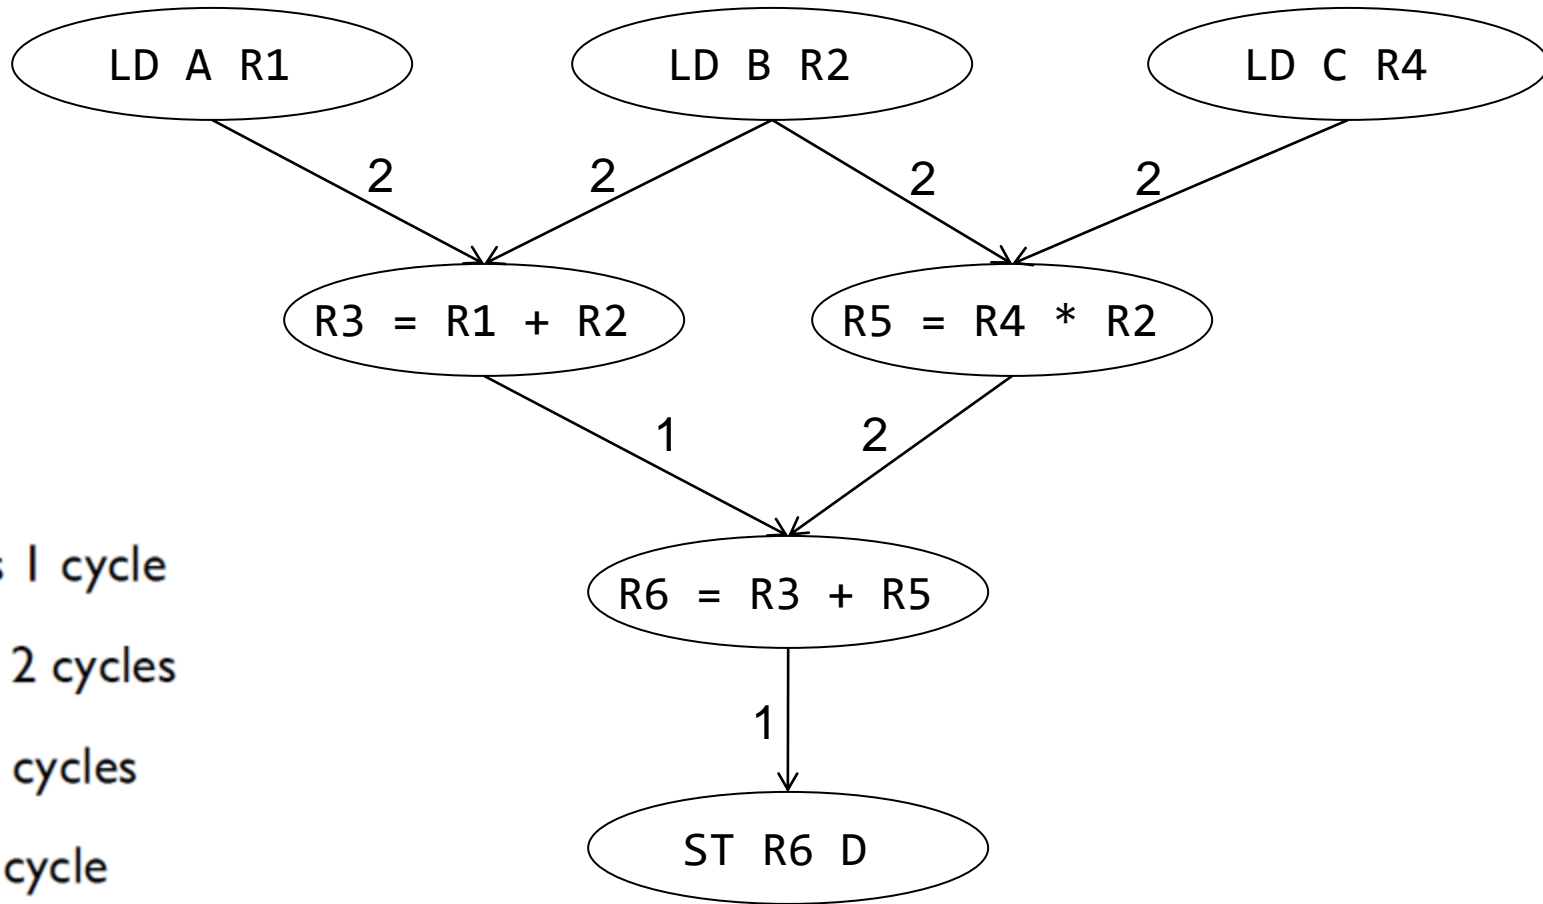 LD A R1
LD B R2
LD C R4
2
2
2
2
R3 = R1 + R2
R5 = R4 * R2
1
2
1 cycle
R6 = R3 + R5
2 cycles
1
cycles
ST R6 D
cycle